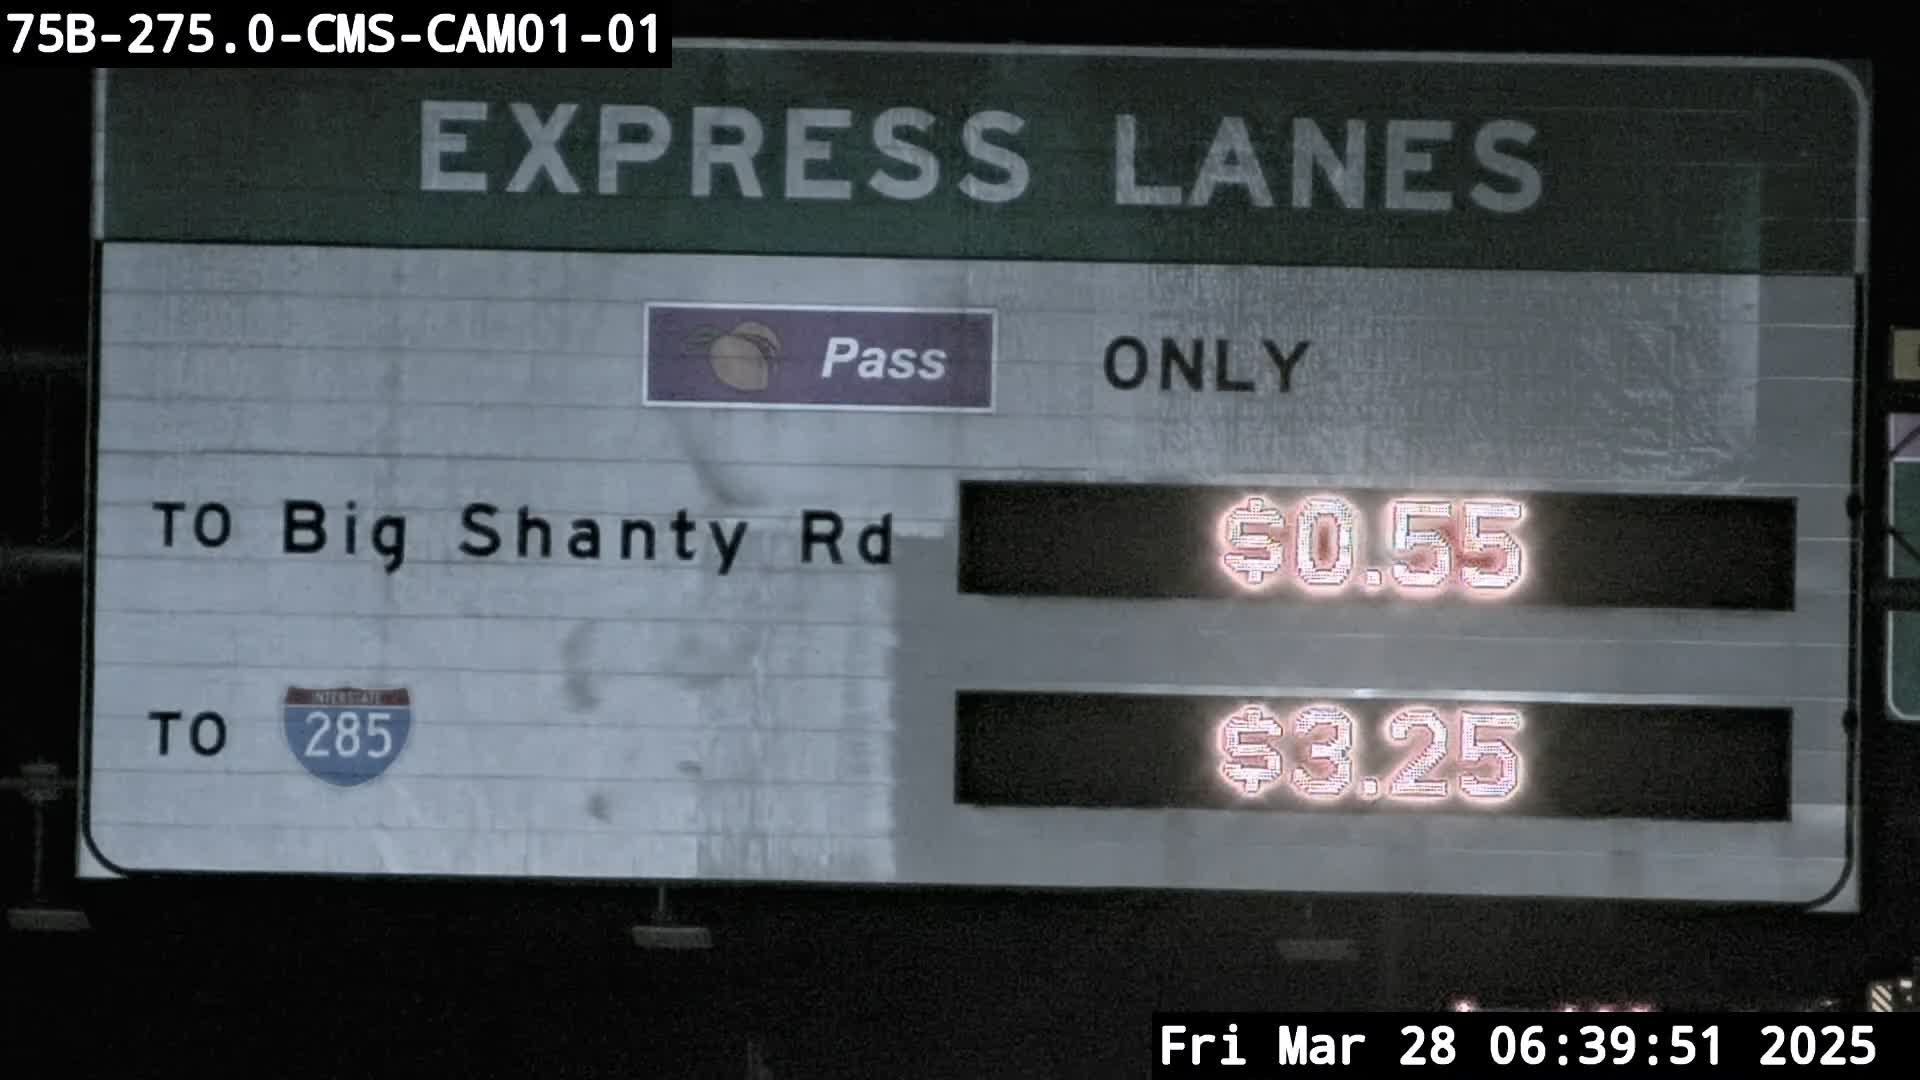 75B-275.0-CMS-CAM01-01
EXPRESS LANES
Pass ONLY
TO Big Shanty Rd $0.55
INTERSTATE
TO 285 $3.25
Fri Mar 28 06:39:51 2025